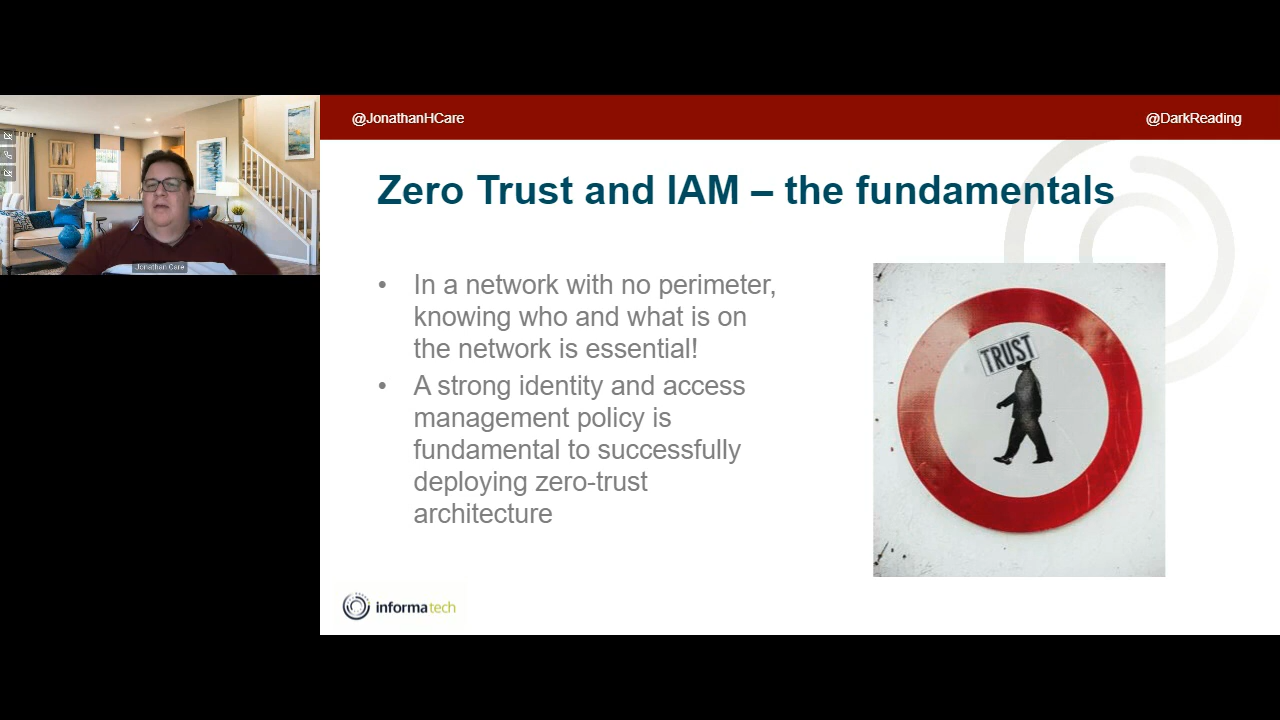 @JonathanHCare
@DarkReading
Zero Trust and IAM – the fundamentals
Jonathan Care
• In a network with no perimeter,
knowing who and what is on
the network is essential!
• A strong identity and access
management policy is
fundamental to successfully
deploying zero-trust
architecture
TRUST
informa tech